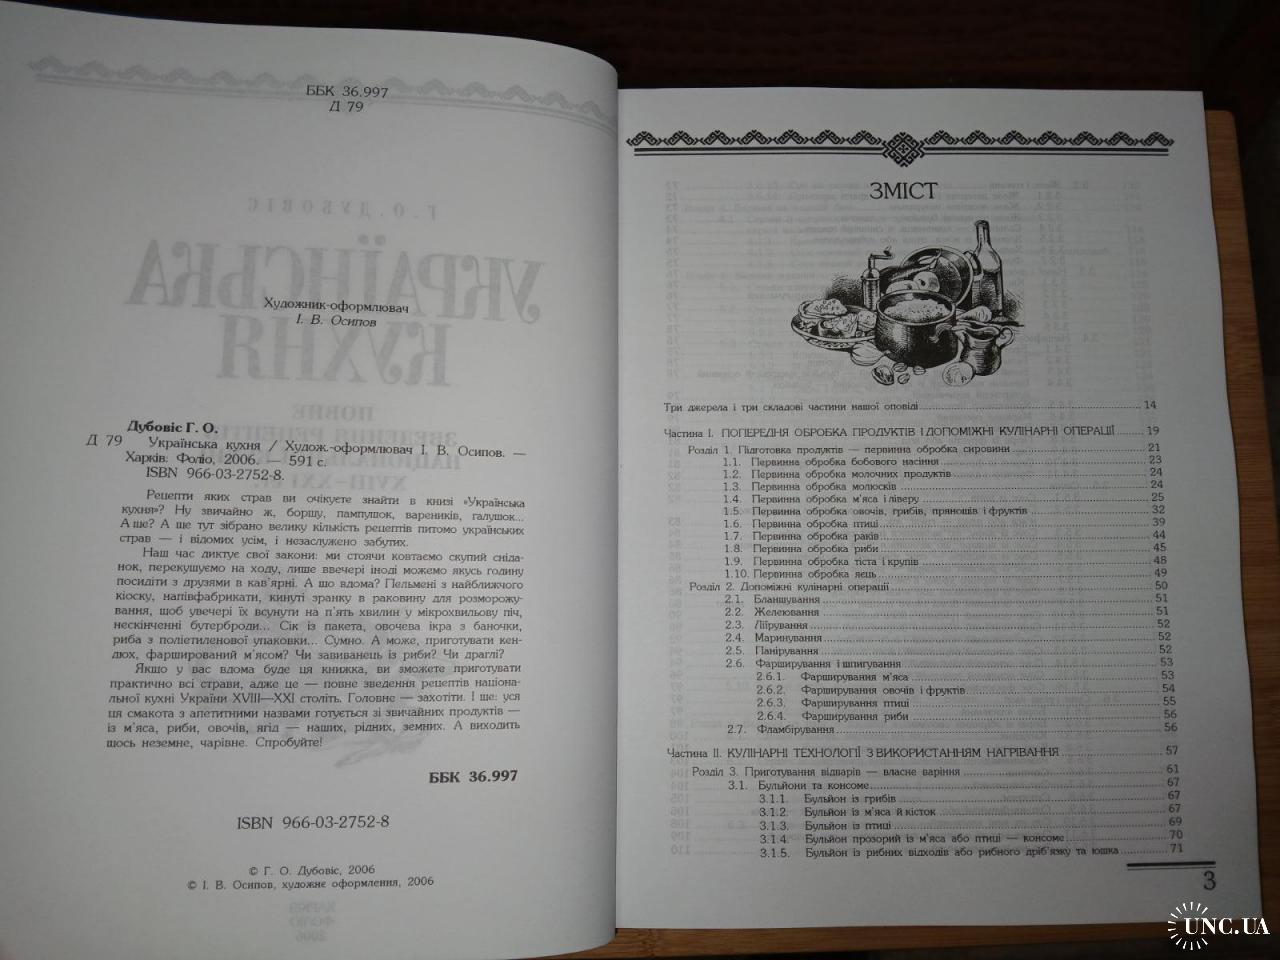 ББК 36.997
Д 79
Художник-оформлювач
І. В. Осипов
Дубовіс Г. О.
Д 79 Українська кухня / Худож.-оформлювач І. В. Осипов. —
Харків: Фоліо, 2006. — 591 с.
ISBN 966-03-2752-8.
Рецепти яких страв ви очікуєте знайти в книзі «Українська
кухня»? Ну звичайно ж, боршу, пампушок, вареників, галушок...
А ще? А ще тут зібрано велику кількість рецептів питомо українських
страв — і відомих усім, і незаслужено забутих.
Наш час диктує свої закони: ми стоячи ковтаємо скупий сніда-
нок, перекушуємо на ходу, лише ввечері іноді можемо якусь годину
посидіти з друзями в кав'ярні. А що вдома? Пельмені з найближчого
кіоску, напівфабрикати, кинуті зранку в раковину для розморожу-
вання, щоб увечері їх всунути на п'ять хвилин у мікрохвильову піч,
нескінченні бутерброди... Сік із пакета, овочева ікра з баночки,
риба з поліетиленової упаковки... Сумно. А може, приготувати кен-
дюх, фарширований м'ясом? Чи завиванець із риби? Чи драглі?
Якшо у вас вдома буде ця книжка, ви зможете приготувати
практично всі страви, адже це — повне зведення рецептів націона-
льної кухні України XVIII—XXI століть. Головне — захотіти. І ще: уся
ця смакота з апетитними назвами готується зі звичайних продуктів —
із м'яса, риби, овочів, ягід — наших, рідних, земних. А виходить
щось неземне, чарівне. Спробуйте!
ББК 36.997
ISBN 966-03-2752-8
© Г. О. Дубовіс, 2006
© І. В. Осипов, художнє оформлення, 2006
ЗМІСТ
Три джерела і три складові частини нашої оповіді 14
Частина І. ПОПЕРЕДНЯ ОБРОБКА ПРОДУКТІВ І ДОПОМІЖНІ КУЛІНАРНІ ОПЕРАЦІЇ 19
Розділ 1. Підготовка продуктів — первинна обробка сировини 21
1.1. Первинна обробка бобового насіння 23
1.2. Первинна обробка молочних продуктів 24
1.3. Первинна обробка молюсків 24
1.4. Первинна обробка м'яса і ліверу 25
1.5. Первинна обробка овочів, грибів, пряношів і фруктів 32
1.6. Первинна обробка птиці 39
1.7. Первинна обробка раків 44
1.8. Первинна обробка риби 45
1.9. Первинна обробка тіста і крупів 48
1.10. Первинна обробка яєць 49
Розділ 2. Допоміжні кулінарні операції 50
2.1. Бланшування 51
2.2. Желеювання 51
2.3. Ліїрування 52
2.4. Маринування 52
2.5. Панірування 52
2.6. Фарширування і шпигування 53
2.6.1. Фарширування м'яса 53
2.6.2. Фарширування овочів і фруктів 54
2.6.3. Фарширування птиці 55
2.6.4. Фарширування риби 56
2.7. Фламбірування 56
Частина ІІ. КУЛІНАРНІ ТЕХНОЛОГІЇ З ВИКОРИСТАННЯМ НАГРІВАННЯ 57
Розділ 3. Приготування відварів — власне варіння 61
3.1. Бульйони та консоме 67
3.1.1. Бульйон із грибів 67
3.1.2. Бульйон із м'яса й кісток 67
3.1.3. Бульйон із птиці 69
3.1.4. Бульйон прозорий із м'яса або птиці — консоме 70
3.1.5. Бульйон із рибних відходів або рибного дріб'язку та юшка 71
3
UNC.UA